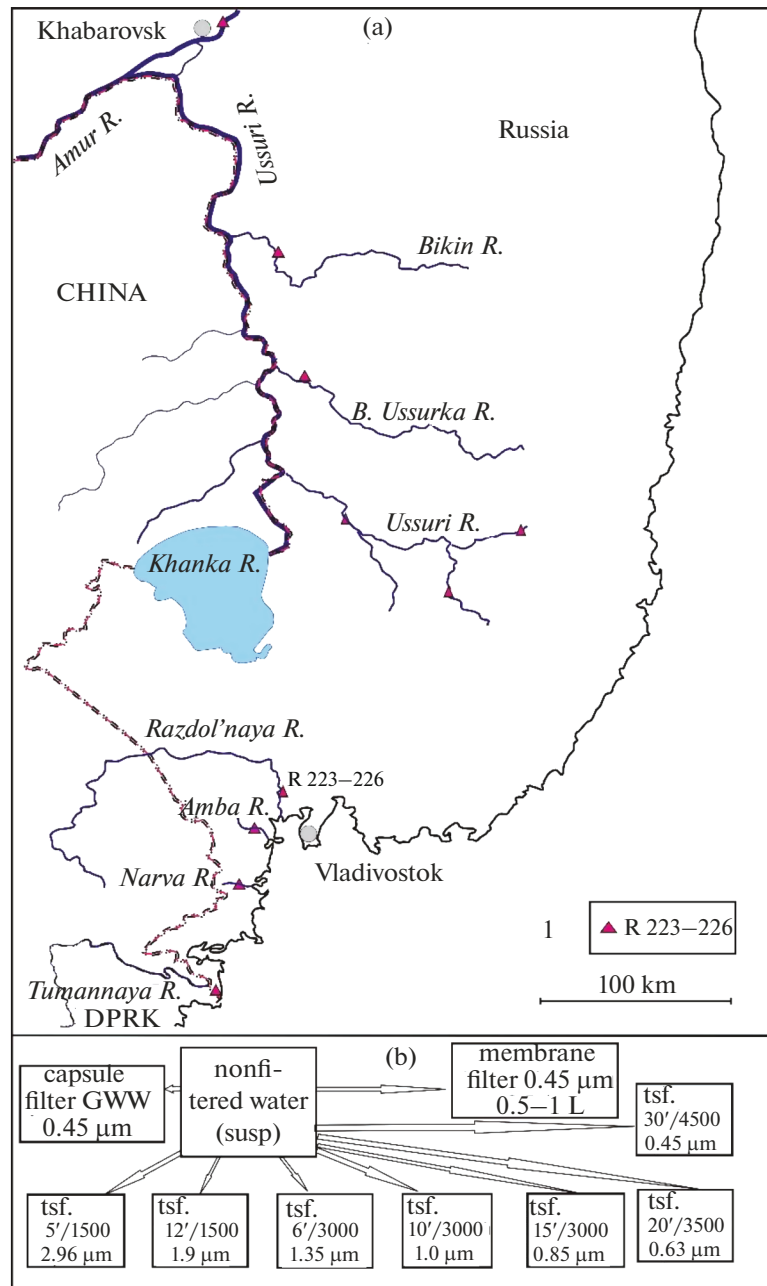 Khabarovsk
(a)
Amur R.
Ussuri R.
Russia
Bikin R.
CHINA
B. Ussurka R.
Ussuri R.
Khanka R.
Razdol'naya R.
R 223–226
Amba R.
Vladivostok
Narva R.
1
R 223–226
100 km
Tumannaya R.
DPRK
(b)
capsule
filter GWW
0.45 μm
nonfi-
tered water
(susp)
membrane
filter 0.45 μm
0.5–1 L
tsf.
30′/4500
0.45 μm
tsf.
5′/1500
2.96 μm
tsf.
12′/1500
1.9 μm
tsf.
6′/3000
1.35 μm
tsf.
10′/3000
1.0 μm
tsf.
15′/3000
0.85 μm
tsf.
20′/3500
0.63 μm